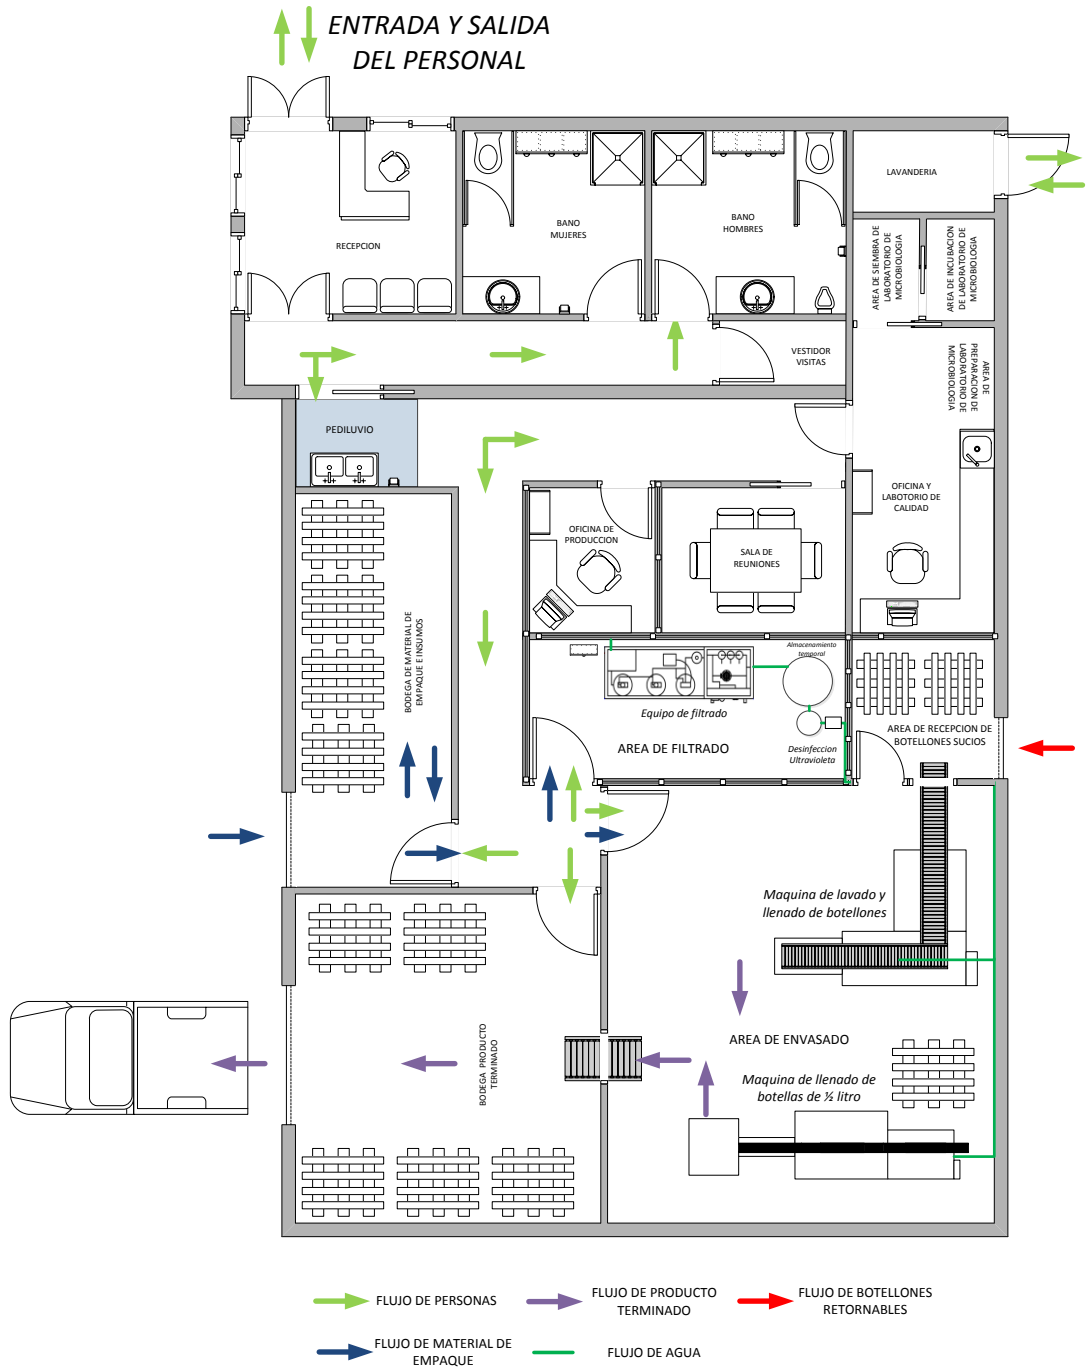 ENTRADA Y SALIDA
DEL PERSONAL
LAVANDERIA
RECEPCION
BANO
MUJERES
BANO
HOMBRES
AREA DE SIEMBRA DE
LABORATORIO DE
MICROBIOLOGIA
AREA DE INCUBACION
DE LABORATORIO DE
MICROBIOLOGIA
VESTIDOR
VISITAS
AREA DE
PREPARACION DE
LABORATORIO DE
MICROBIOLOGIA
PEDILUVIO
OFICINA Y
LABOTORIO DE
CALIDAD
OFICINA DE
PRODUCCION
SALA DE
REUNIONES
BODEGA DE MATERIAL DE
EMPAQUE E INSUMOS
Almacenamiento
temporal
Equipo de filtrado
AREA DE FILTRADO
Desinfeccion
Ultravioleta
AREA DE RECEPCION DE
BOTELLONES SUCIOS
Maquina de lavado y
llenado de botellones
AREA DE ENVASADO
BODEGA PRODUCTO
TERMINADO
Maquina de llenado de
botellas de ½ litro
FLUJO DE PERSONAS
FLUJO DE PRODUCTO
TERMINADO
FLUJO DE BOTELLONES
RETORNABLES
FLUJO DE MATERIAL DE
EMPAQUE
FLUJO DE AGUA